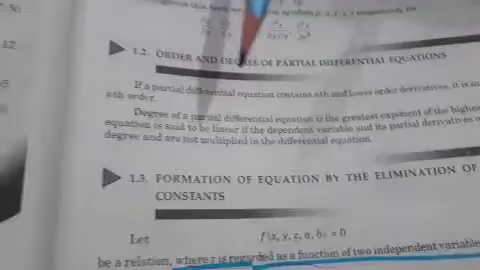 1.2. ORDER AND DEGREE OF PARTIAL DIFFERENTIAL EQUATIONS
If a partial differential equation contains nth and lower order derivatives, it is
nth order.
Degree of a partial differential equation is the greatest exponent of the
equation is said to be linear if the dependent variable and its partial derivatives
degree and are not multiplied in the differential equation.
1.3. FORMATION OF EQUATION BY THE ELIMINATION OF
CONSTANTS
Let f(x, y, z, a, b) = 0
be a relation, where z is regarded as a function of two independent